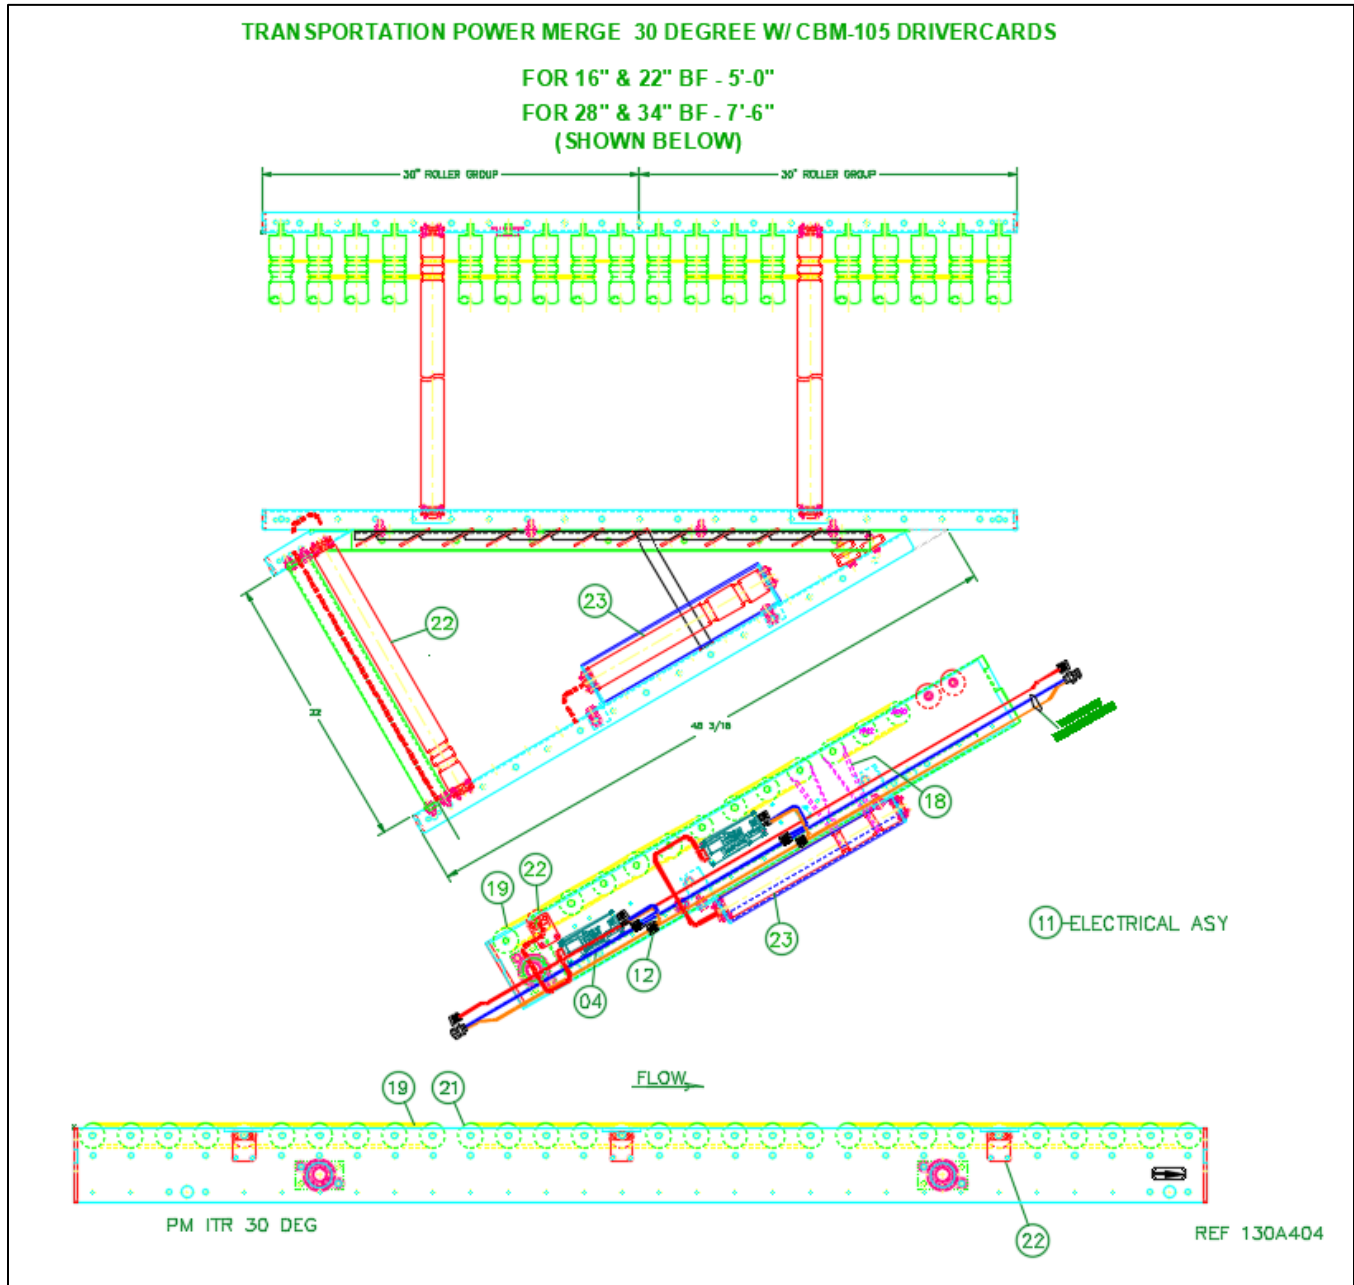 TRANSPORTATION POWER MERGE 30 DEGREE W/ CBM-105 DRIVERCARDS
FOR 16" & 22" BF - 5'-0"
FOR 28" & 34" BF - 7'-6"
(SHOWN BELOW)
30" ROLLER GROUP
30" ROLLER GROUP
23
22
22
48 3/16
18
22
19
23
11 ELECTRICAL ASY
12
04
FLOW
19
21
PM ITR 30 DEG
22
REF 130A404